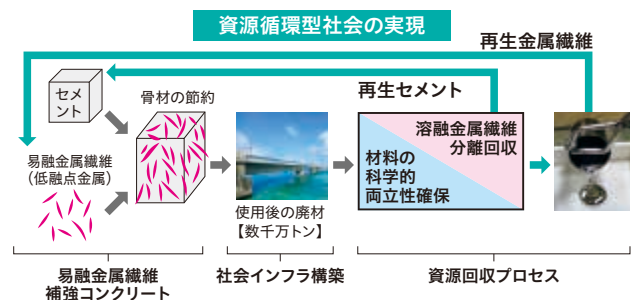 資源循環型社会の実現
再生金属繊維
セメ
ント
骨材の節約
再生セメント
易融金属繊維
(低融点金属)
溶融金属繊維
分離回収
材料の
科学的
両立性確保
使用後の廃材
【数千万トン】
易融金属繊維
補強コンクリート
社会インフラ構築
資源回収プロセス